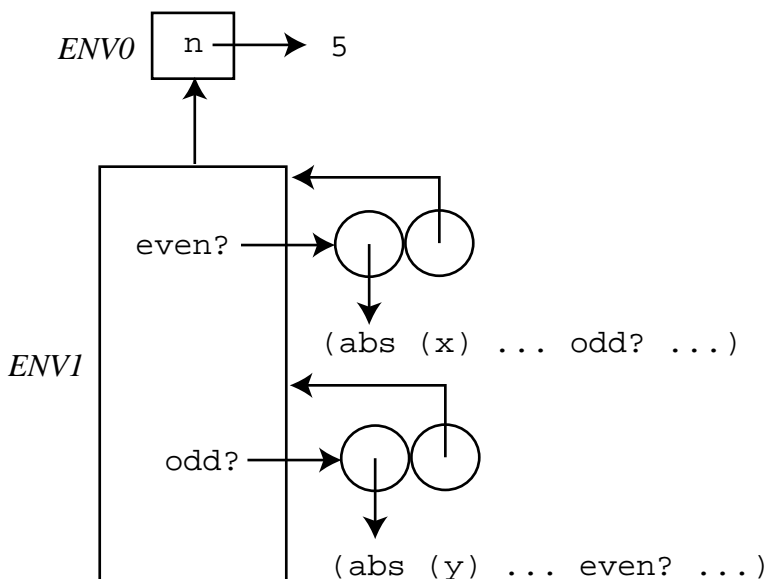 ENV0 n 5
even?
(abs (x) ... odd? ...)
ENV1
odd?
(abs (y) ... even? ...)